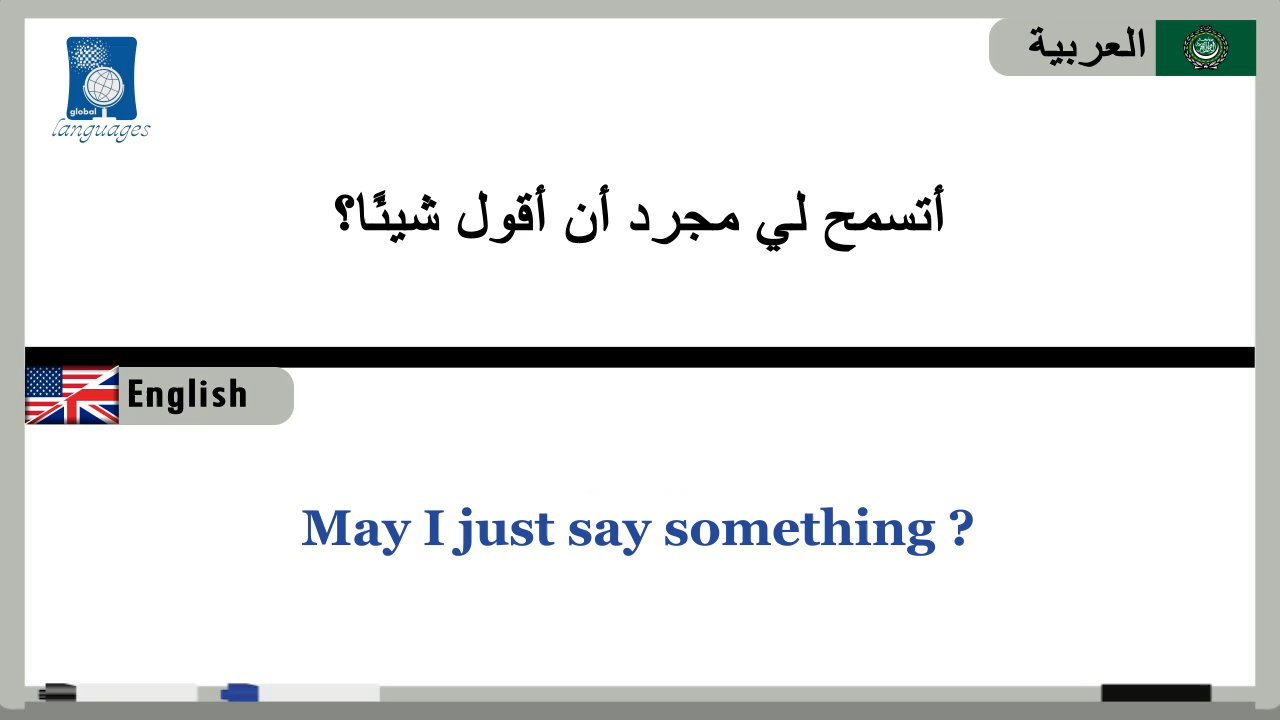 global
languages
العربية
أتسمح لي مجرد أن أقول شيئًا؟
English
May I just say something ?